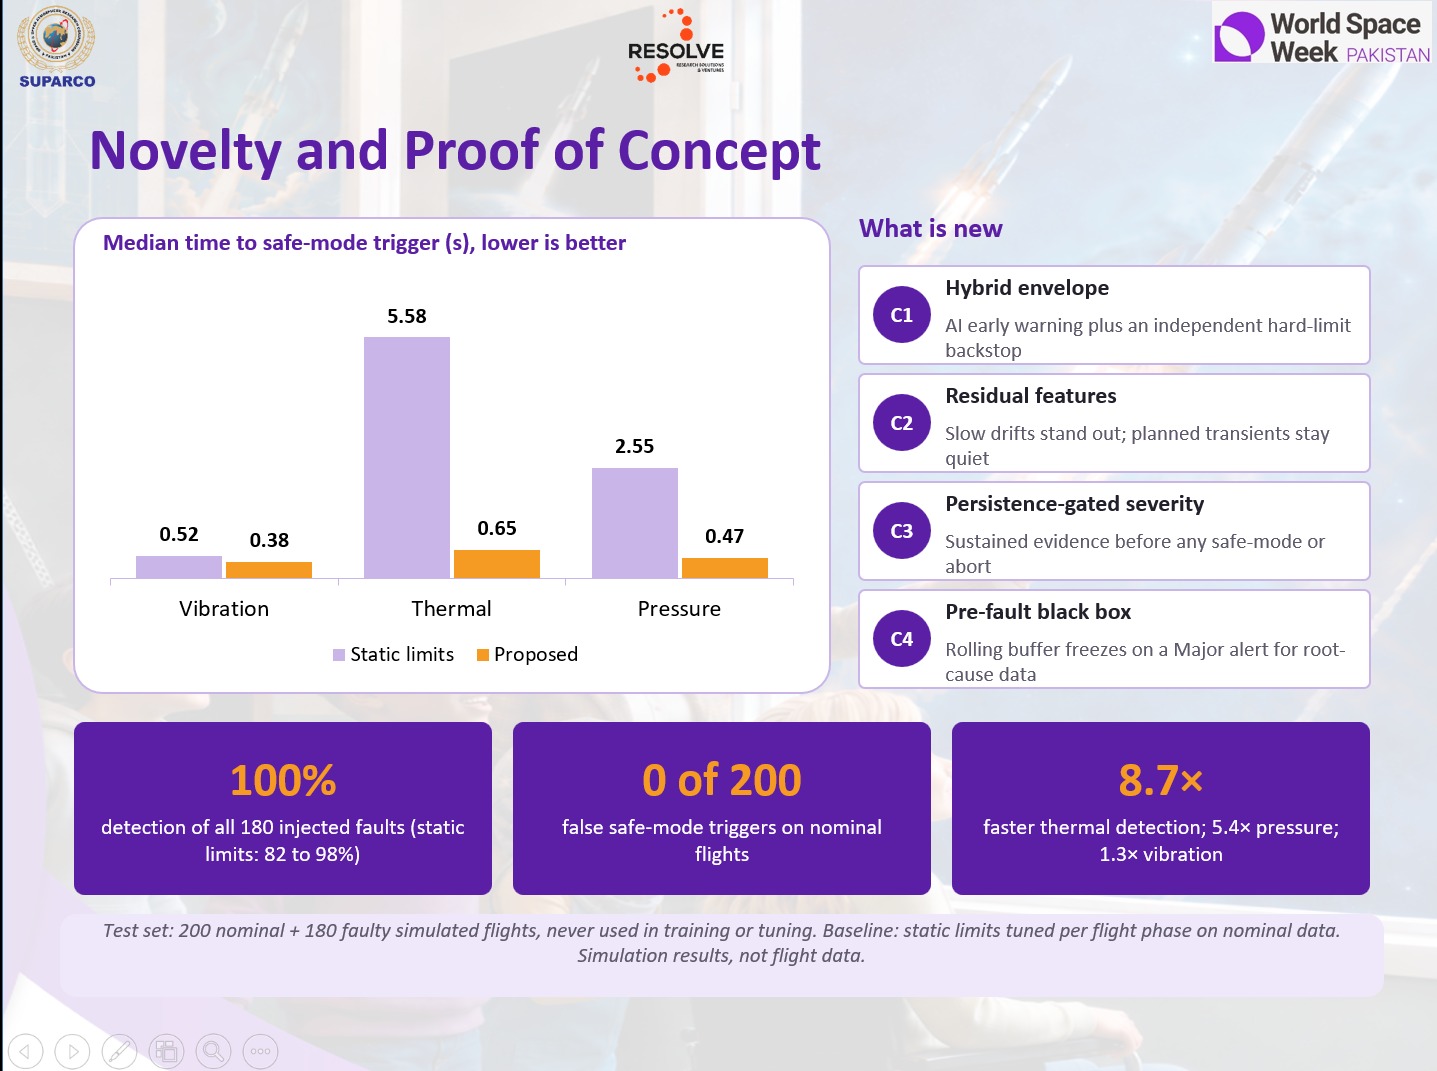 SUPARCO
RESOLVE
RESEARCH SOLUTIONS
& VENTURES
World Space
Week PAKISTAN
Novelty and Proof of Concept
Median time to safe-mode trigger (s), lower is better
5.58
2.55
0.52
0.38
0.65
0.47
Vibration
Thermal
Pressure
Static limits
Proposed
What is new
C1
Hybrid envelope
AI early warning plus an independent hard-limit
backstop
C2
Residual features
Slow drifts stand out; planned transients stay
quiet
C3
Persistence-gated severity
Sustained evidence before any safe-mode or
abort
C4
Pre-fault black box
Rolling buffer freezes on a Major alert for root-
cause data
100%
detection of all 180 injected faults (static
limits: 82 to 98%)
0 of 200
false safe-mode triggers on nominal
flights
8.7×
faster thermal detection; 5.4× pressure;
1.3× vibration
Test set: 200 nominal + 180 faulty simulated flights, never used in training or tuning. Baseline: static limits tuned per flight phase on nominal data.
Simulation results, not flight data.